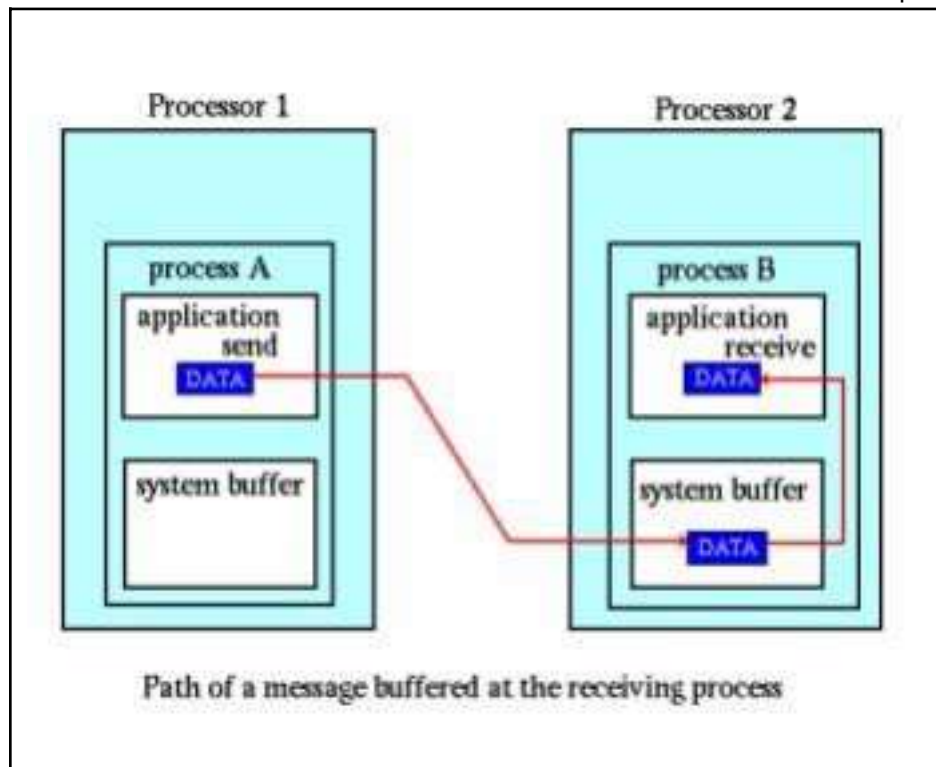 Processor 1
Processor 2
process A
application
send
DATA
system buffer
process B
application
receive
DATA
system buffer
DATA
Path of a message buffered at the receiving process